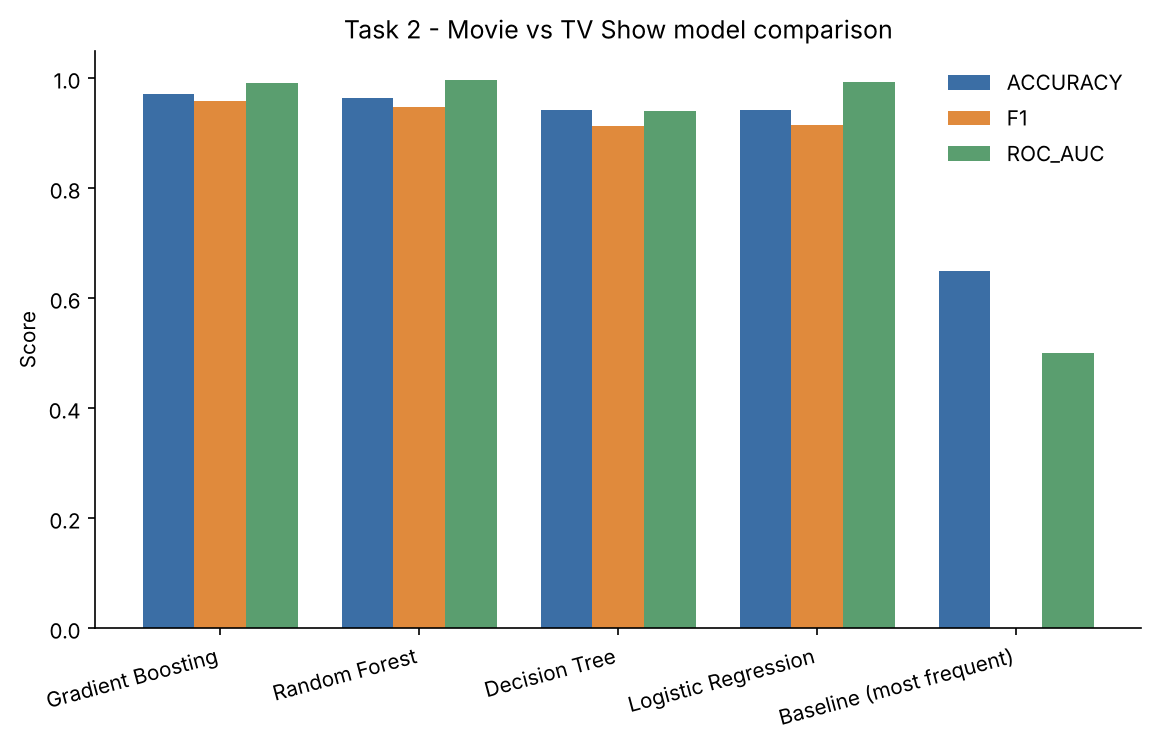 Task 2 - Movie vs TV Show model comparison
ACCURACY
F1
ROC_AUC
Score
1.0
0.8
0.6
0.4
0.2
0.0
Gradient Boosting
Random Forest
Decision Tree
Logistic Regression
Baseline (most frequent)